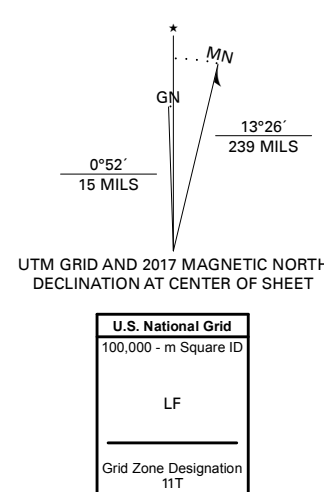 ★
MN
GN
13°26´
239 MILS
0°52´
15 MILS
UTM GRID AND 2017 MAGNETIC NORTH
DECLINATION AT CENTER OF SHEET
U.S. National Grid
100,000 - m Square ID
LF
Grid Zone Designation
11T